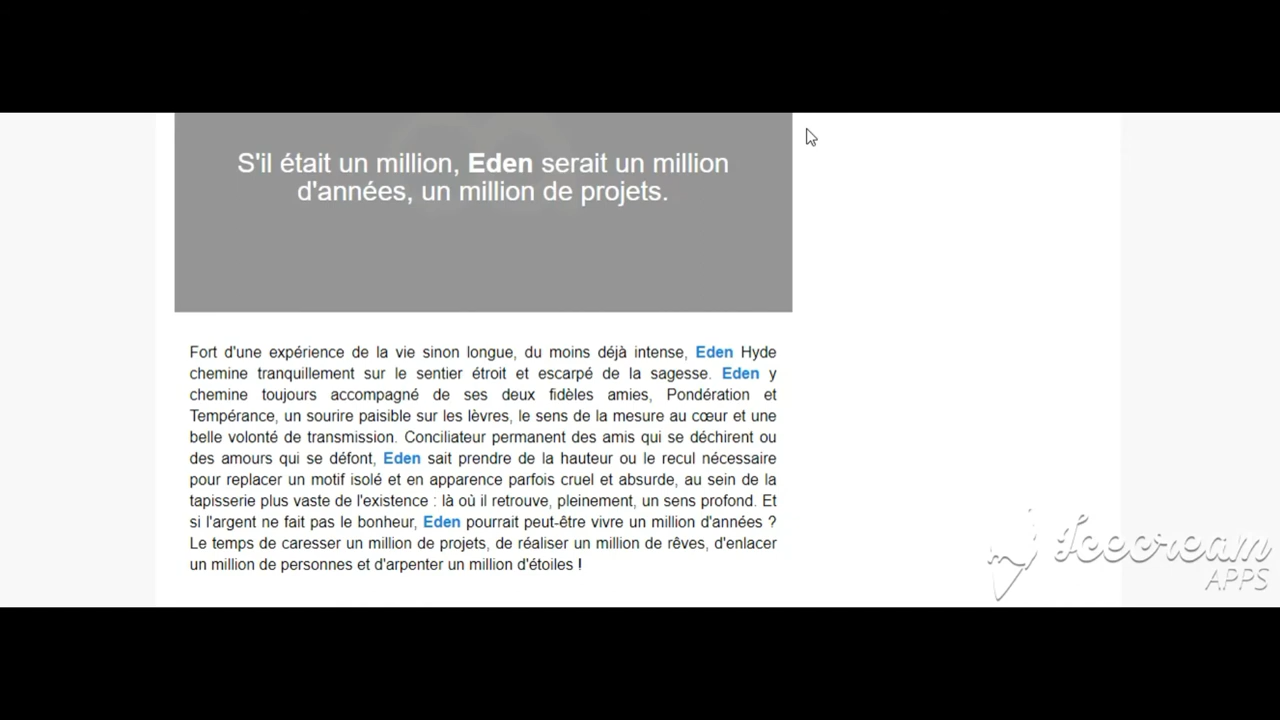 S'il était un million, Eden serait un million
d'années, un million de projets.
Fort d'une expérience de la vie sinon longue, du moins déjà intense, Eden Hyde
chemine tranquillement sur le sentier étroit et escarpé de la sagesse. Eden y
chemine toujours accompagné de ses deux fidèles amies, Pondération et
Tempérance, un sourire paisible sur les lèvres, le sens de la mesure au cœur et une
belle volonté de transmission. Conciliateur permanent des amis qui se déchirent ou
des amours qui se défont, Eden sait prendre de la hauteur ou le recul nécessaire
pour replacer un motif isolé et en apparence parfois cruel et absurde, au sein de la
tapisserie plus vaste de l'existence : là où il retrouve, pleinement, un sens profond. Et
si l'argent ne fait pas le bonheur, Eden pourrait peut-être vivre un million d'années ?
Le temps de caresser un million de projets, de réaliser un million de rêves, d'enlacer
un million de personnes et d'arpenter un million d'étoiles !
Icecream
APPS